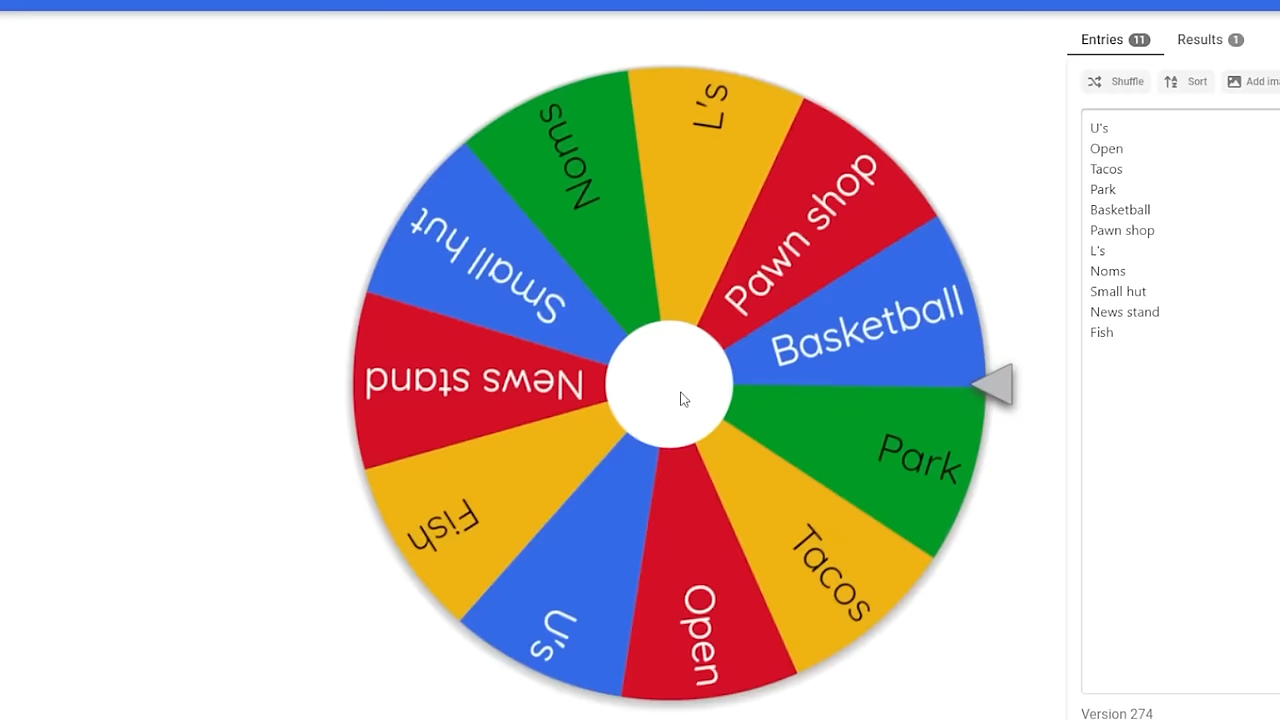 Entries 11 Results 1
Shuffle Sort Add im
U's
Open
Tacos
Park
Basketball
Pawn shop
L's
Noms
Small hut
News stand
Fish
Version 274
L's
Noms
Pawn shop
Small hut
Basketball
News stand
Park
Fish
Tacos
U's
Open